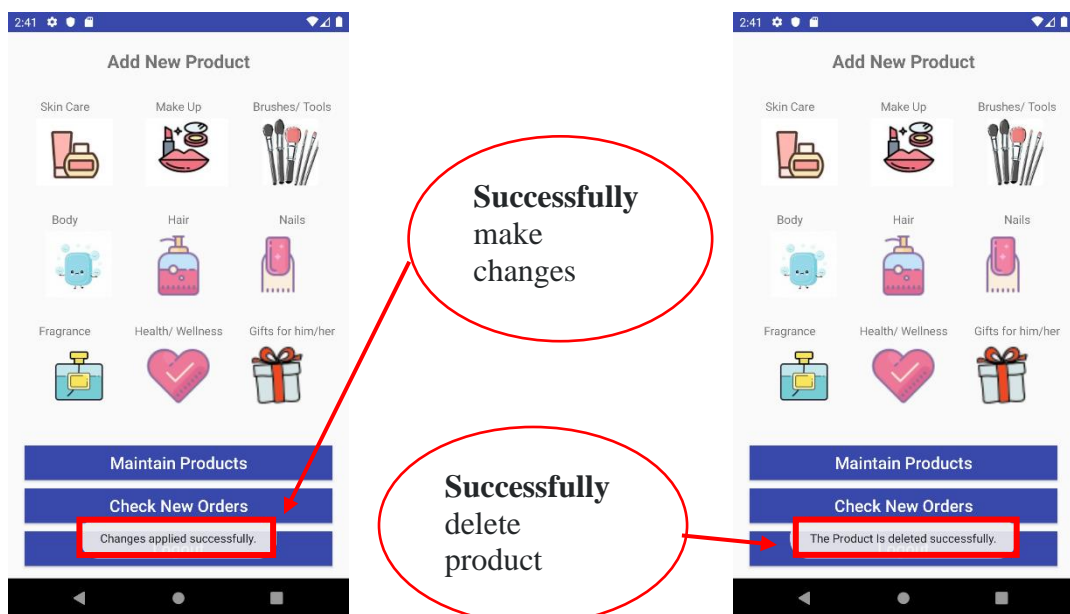 2:41
Add New Product
Skin Care Make Up Brushes/ Tools
Body Hair Nails
Fragrance Health/ Wellness Gifts for him/her
Maintain Products
Check New Orders
Changes applied successfully.
Successfully
make
changes
Successfully
delete
product
2:41
Add New Product
Skin Care Make Up Brushes/ Tools
Body Hair Nails
Fragrance Health/ Wellness Gifts for him/her
Maintain Products
Check New Orders
The Product Is deleted successfully.